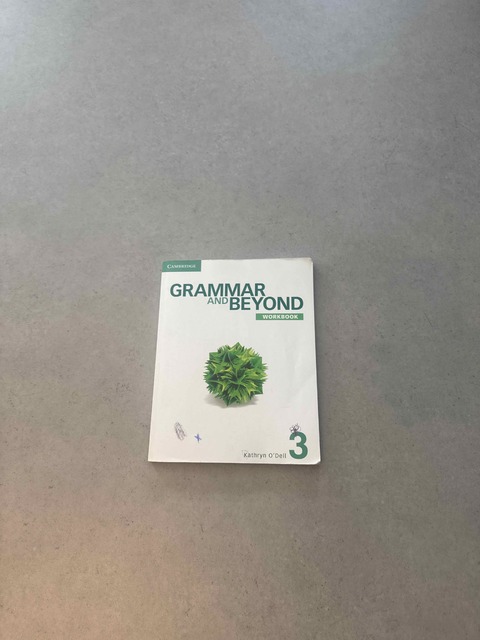 CAMBRIDGE
GRAMMAR
AND BEYOND
WORKBOOK
3
Kathryn O'Dell